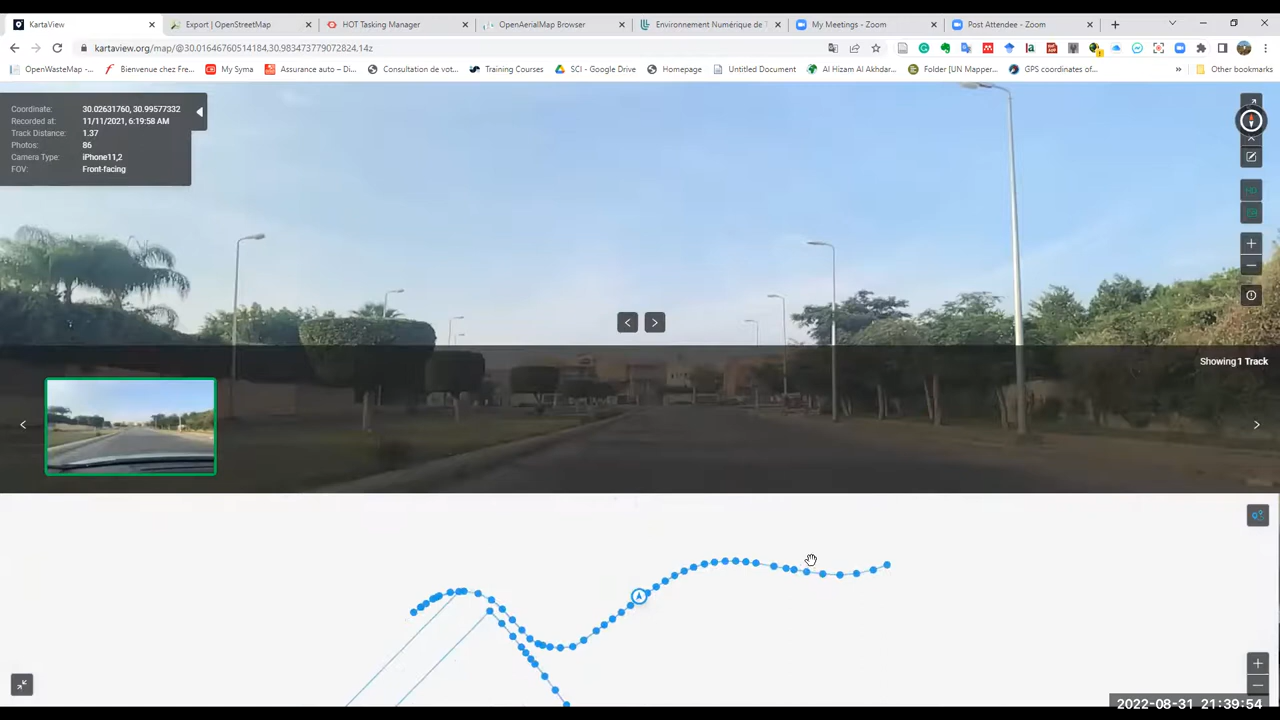 KartaView
Export | OpenStreetMap
HOT Tasking Manager
OpenAerialMap Browser
Environnement Numérique de
My Meetings - Zoom
Post Attendee - Zoom
kartaview.org/map/@30.01646760514184,30.983473779072824,14z
OpenWasteMap -...
Bienvenue chez Fre...
My Syma
Assurance auto – Di...
Consultation de vot...
Training Courses
SCI - Google Drive
Homepage
Untitled Document
Al Hizam Al Akhdar...
Folder [UN Mapper...
GPS coordinates of...
»
Other bookmarks
Coordinate: 30.02631760, 30.99577332
Recorded at: 11/11/2021, 6:19:58 AM
Track Distance: 1.37
Photos: 86
Camera Type: iPhone11,2
FOV: Front-facing
Showing 1 Track
2022-08-31 21:39:54